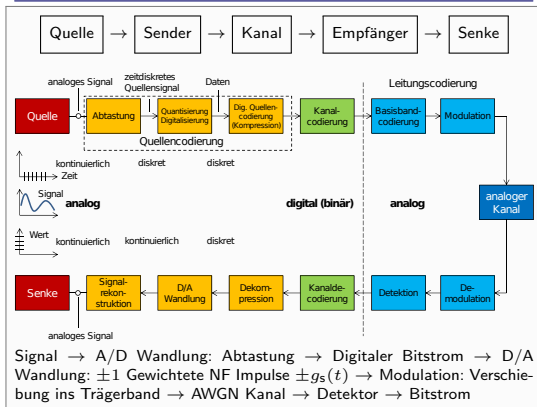 Quelle → Sender → Kanal → Empfänger → Senke
analoges Signal
zeitdiskretes
Quellensignal
Daten
Leitungscodierung
Quelle
Abtastung
Quantisierung
Digitalisierung
Dig. Quellen-
codierung
(Kompression)
Kanal-
codierung
Basisband-
codierung
Modulation
Quellencodierung
kontinuierlich
diskret
diskret
Zeit
Signal
analog
digital (binär)
analog
analoger
Kanal
Wert
kontinuierlich
kontinuierlich
diskret
Senke
Signal-
rekon-
struktion
D/A
Wandlung
Dekom-
pression
Kanalde-
codierung
Detektion
De-
modulation
analoges Signal
Signal → A/D Wandlung: Abtastung → Digitaler Bitstrom → D/A
Wandlung: ±1 Gewichtete NF Impulse ±gₛ(t) → Modulation: Verschie-
bung ins Trägerband → AWGN Kanal → Detektor → Bitstrom